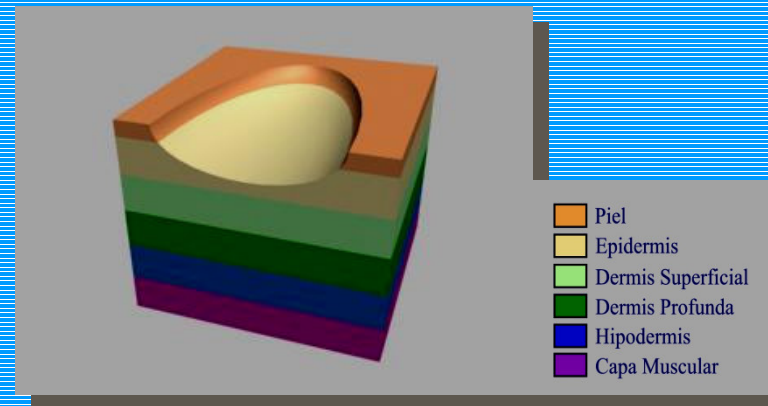 Piel
Epidermis
Dermis Superficial
Dermis Profunda
Hipodermis
Capa Muscular